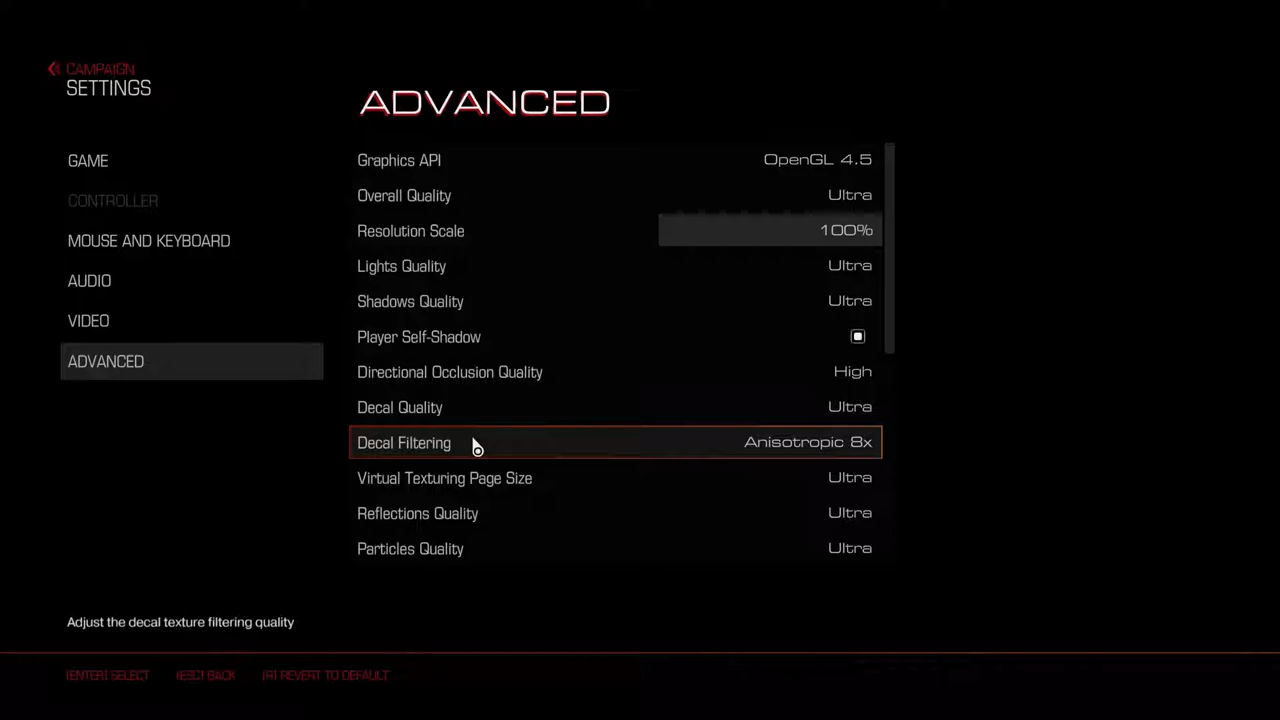 CAMPAIGN
SETTINGS
ADVANCED
GAME
CONTROLLER
MOUSE AND KEYBOARD
AUDIO
VIDEO
ADVANCED
Graphics API OpenGL 4.5
Overall Quality Ultra
Resolution Scale 100%
Lights Quality Ultra
Shadows Quality Ultra
Player Self-Shadow
Directional Occlusion Quality High
Decal Quality Ultra
Decal Filtering Anisotropic 8x
Virtual Texturing Page Size Ultra
Reflections Quality Ultra
Particles Quality Ultra
Adjust the decal texture filtering quality
[ENTER] SELECT [ESC] BACK [R] REVERT TO DEFAULT